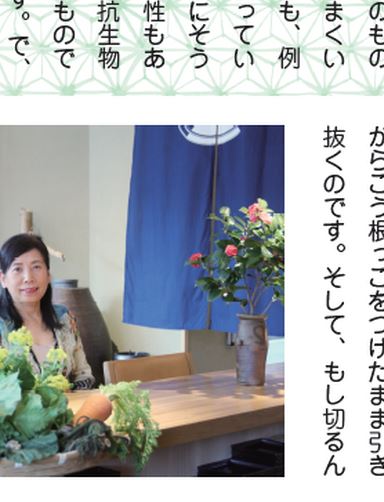 のもの
まくい
も、例
ってい
にそう
性もあ
抗生物
もので
す。で、
からこう根っこをつけたまま引き
抜くのです。そして、もし切るん